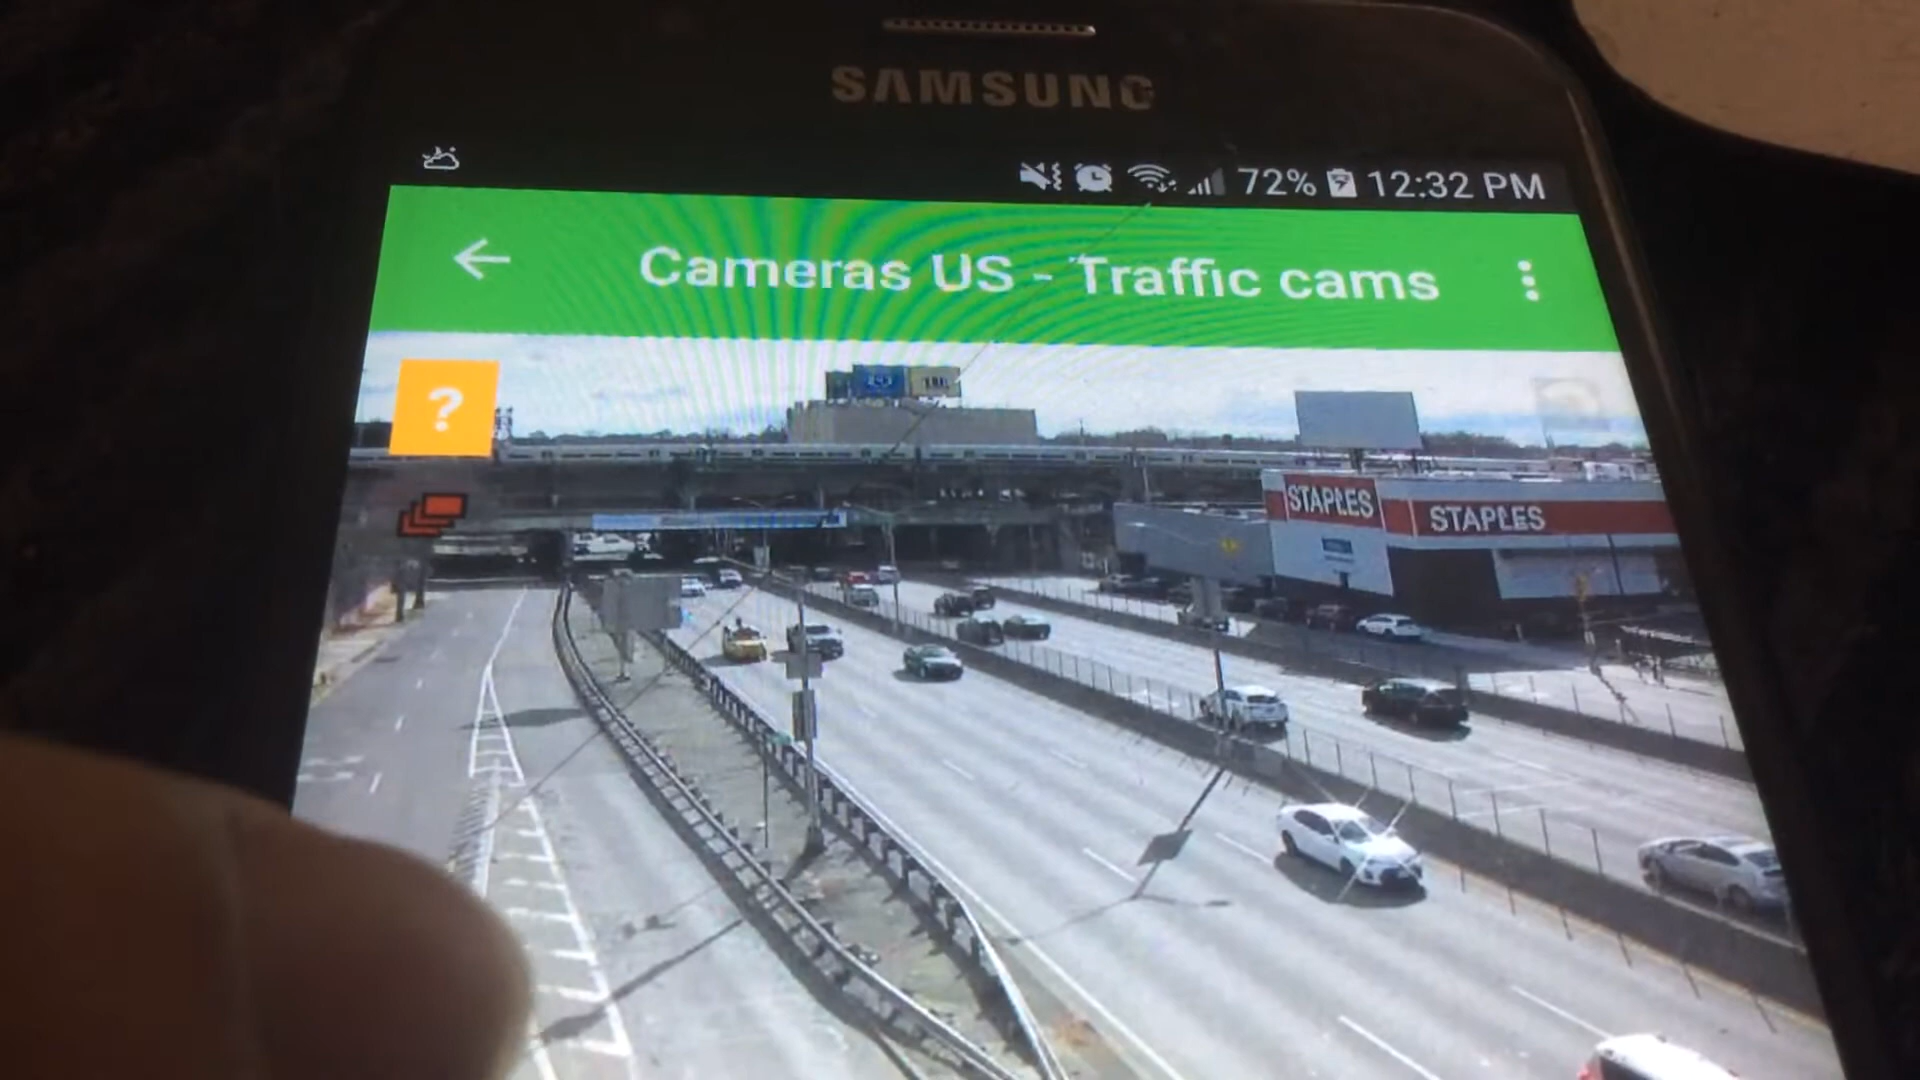 SAMSUNG
72% 12:32 PM
Cameras US - Traffic cams
?
STAPLES
STAPLES